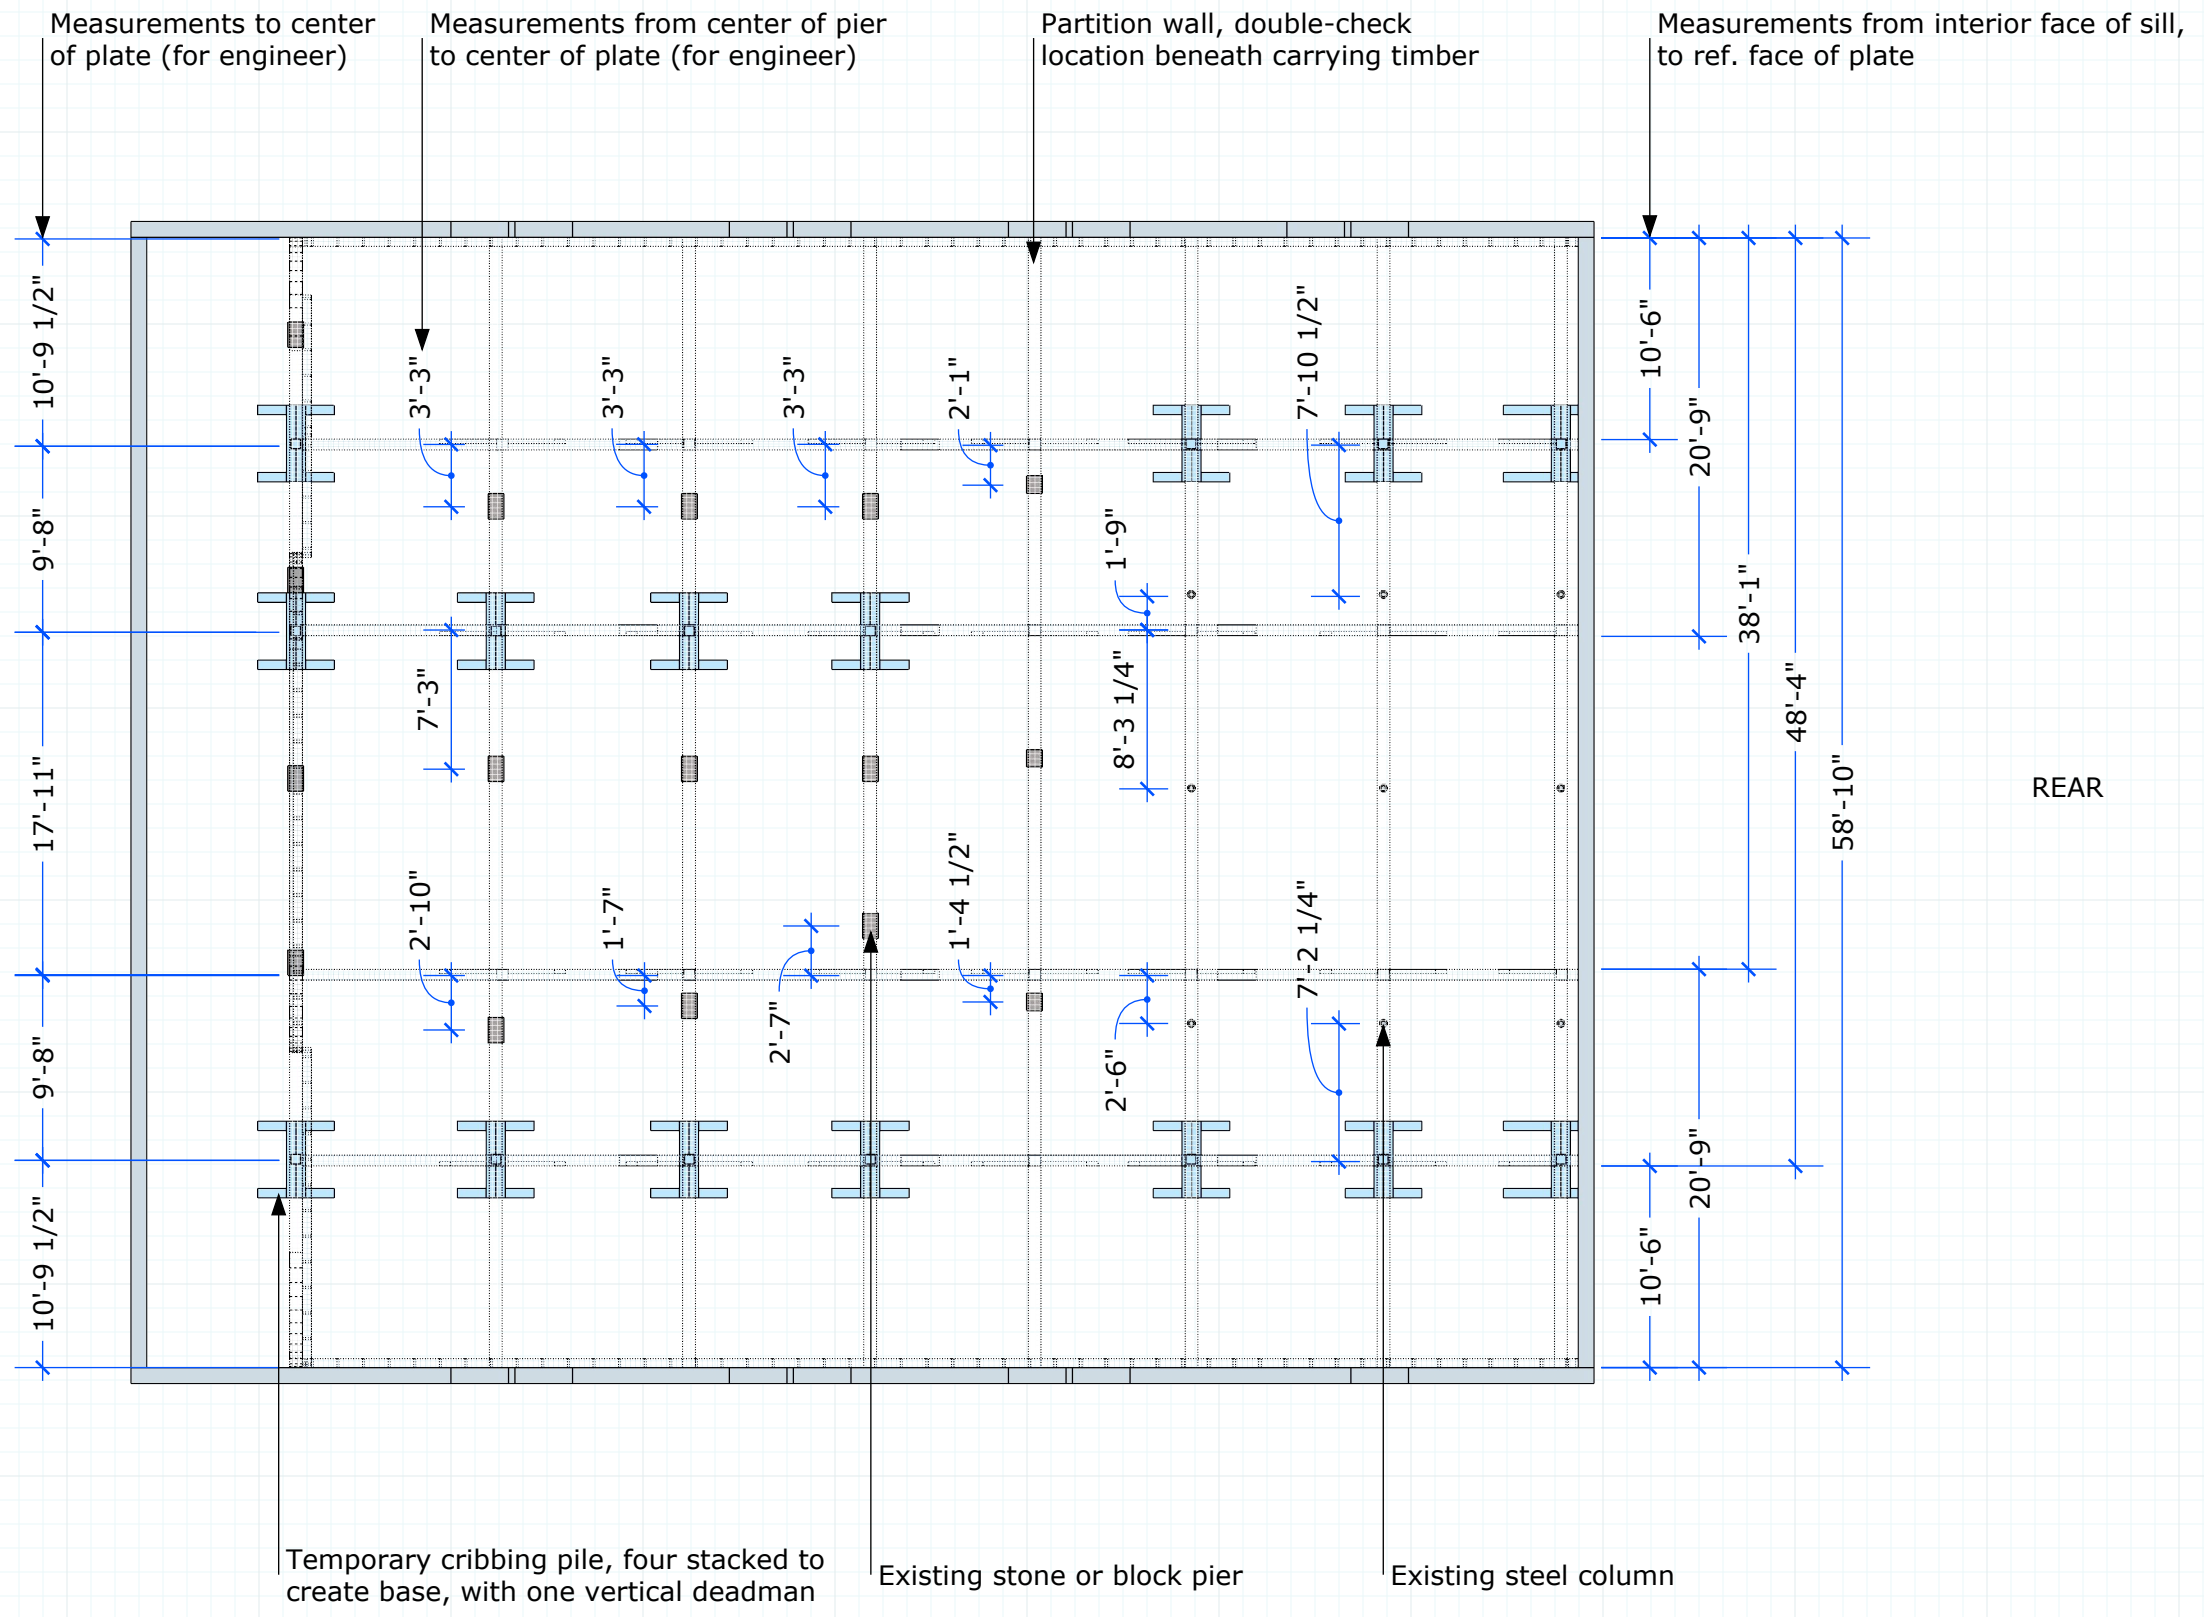 Measurements to center
of plate (for engineer)
Measurements from center of pier
to center of plate (for engineer)
Partition wall, double-check
location beneath carrying timber
Measurements from interior face of sill,
to ref. face of plate
10'-9 1/2"
9'-8"
17'-11"
9'-8"
10'-9 1/2"
3'-3"
3'-3"
3'-3"
2'-1"
7'-10 1/2"
1'-9"
7'-3"
8'-3 1/4"
2'-10"
1'-7"
2'-7"
1'-4 1/2"
2'-6"
7'-2 1/4"
10'-6"
20'-9"
38'-1"
48'-4"
58'-10"
20'-9"
10'-6"
REAR
Temporary cribbing pile, four stacked to
create base, with one vertical deadman
Existing stone or block pier
Existing steel column